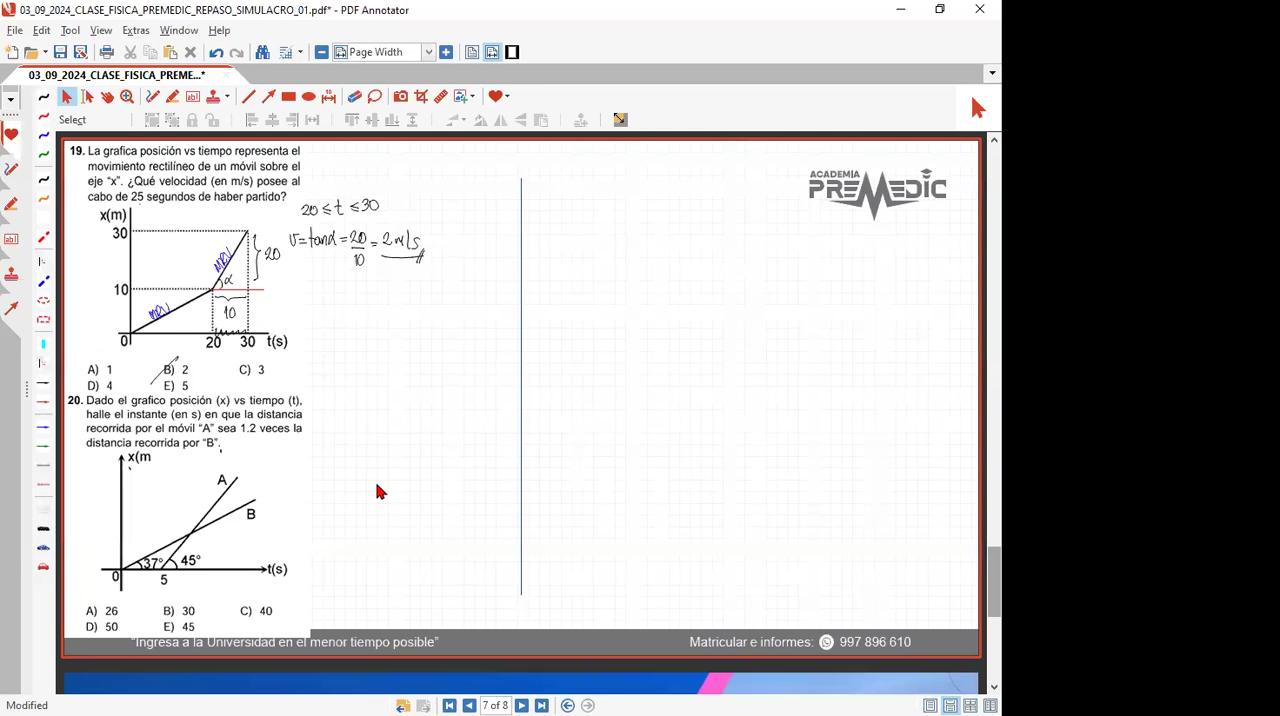 03_09_2024_CLASE_FISICA_PREMEDIC_REPASO_SIMULACRO_01.pdf* - PDF Annotator
File Edit Tool View Extras Window Help
Page Width
03_09_2024_CLASE_FISICA_PREME...*
Select
19. La grafica posición vs tiempo representa el
movimiento rectilíneo de un móvil sobre el
eje “x”. ¿Qué velocidad (en m/s) posee al
cabo de 25 segundos de haber partido?
x(m)
30
10
0
20 30 t(s)
MRU
MRU
α
10
20
20 ≤ t ≤ 30
v = tanα = 20/10 = 2 m/s
A) 1 B) 2 C) 3
D) 4 E) 5
20. Dado el grafico posición (x) vs tiempo (t),
halle el instante (en s) en que la distancia
recorrida por el móvil “A” sea 1.2 veces la
distancia recorrida por “B”.
x(m
A
B
37° 45°
0 5 t(s)
A) 26 B) 30 C) 40
D) 50 E) 45
ACADEMIA
PREMEDIC
“Ingresa a la Universidad en el menor tiempo posible”
Matricular e informes: 997 896 610
Modified
7 of 8